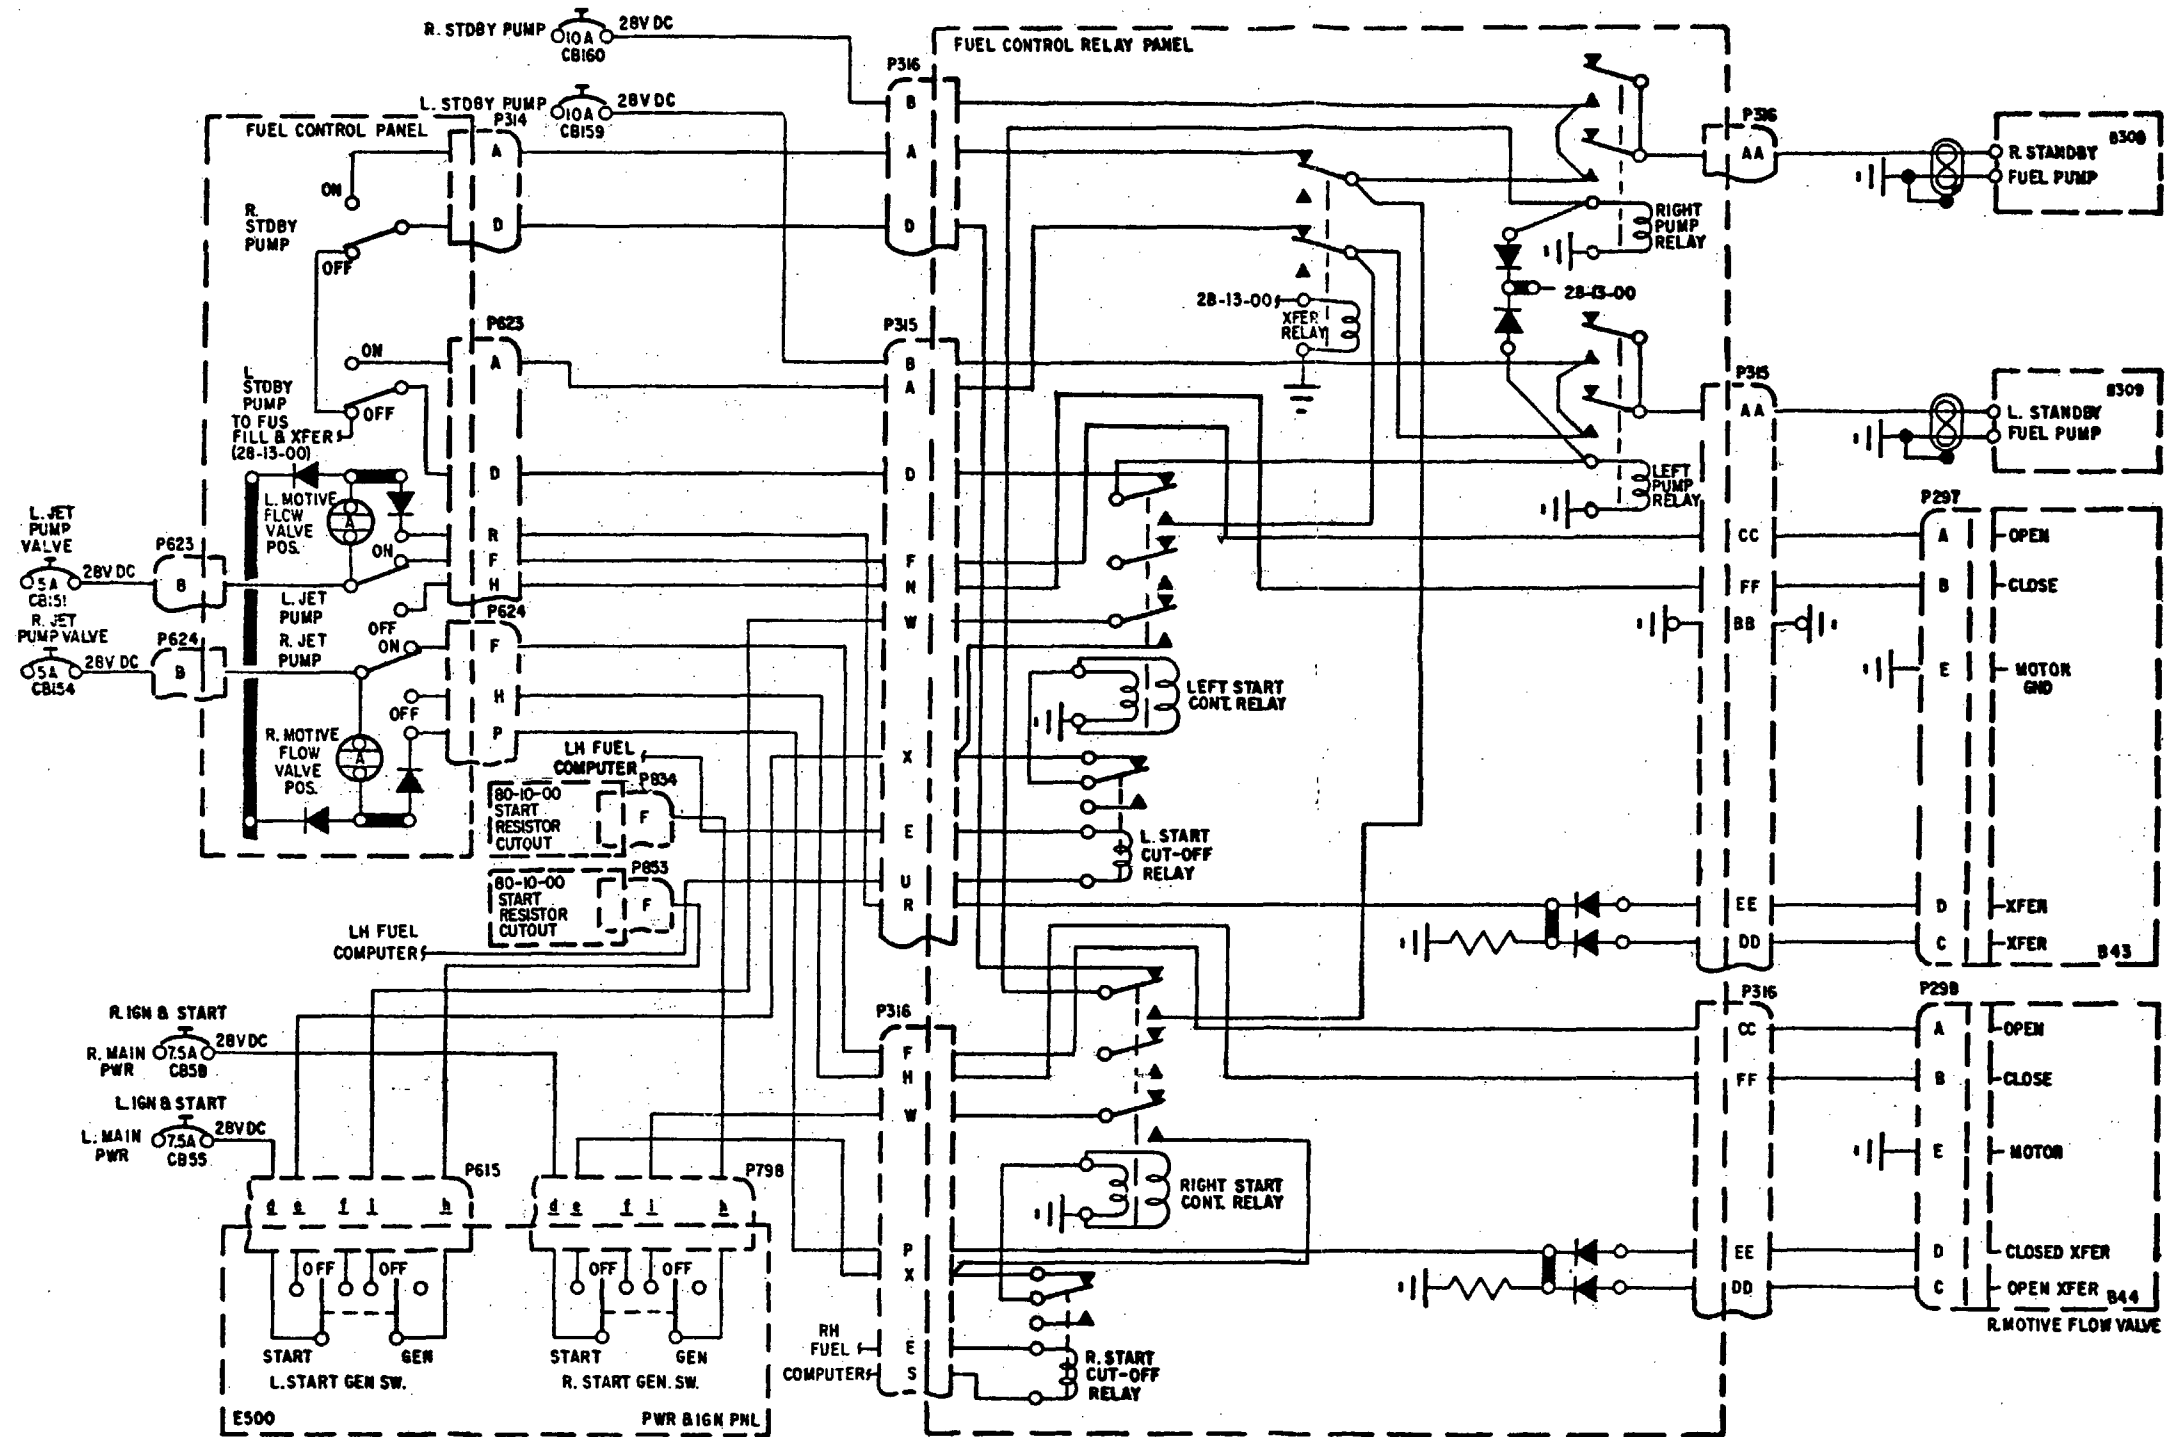 R. STDBY PUMP
10A
CB160
28V DC
L. STDBY PUMP
10A
CB159
28V DC
P316
FUEL CONTROL RELAY PANEL
FUEL CONTROL PANEL
P314
A
D
ON
R.
STDBY
PUMP
OFF
B
A
D
P316
AA
B308
R. STANDBY
FUEL PUMP
RIGHT
PUMP
RELAY
28-13-00
28-13-00
XFER
RELAY
P623
P315
ON
A
L.
STDBY
PUMP
TO FUS
FILL & XFER
(28-13-00)
OFF
B
A
D
D
P315
AA
B309
L. STANDBY
FUEL PUMP
LEFT
PUMP
RELAY
L. MOTIVE
FLOW
VALVE
POS.
A
L. JET
PUMP
VALVE
5A
CB151
28V DC
P623
B
ON
R
F
H
L. JET
PUMP
OFF
F
N
W
P297
CC
A
OPEN
FF
B
CLOSE
BB
E
MOTOR
GND
R. JET
PUMP VALVE
5A
CB154
28V DC
P624
B
R. JET
PUMP
ON
OFF
P624
F
H
P
R. MOTIVE
FLOW
VALVE
POS.
A
LEFT START
CONT. RELAY
LH FUEL
COMPUTER
P834
80-10-00
START
RESISTOR
CUTOUT
F
X
E
U
R
L. START
CUT-OFF
RELAY
P853
80-10-00
START
RESISTOR
CUTOUT
F
LH FUEL
COMPUTER
EE
D
XFER
DD
C
XFER
B43
R. IGN & START
R. MAIN
PWR
7.5A
CB58
28V DC
L. IGN & START
L. MAIN
PWR
7.5A
CB55
28V DC
P316
F
H
W
P
X
E
S
P316
P298
CC
A
OPEN
FF
B
CLOSE
E
MOTOR
RIGHT START
CONT. RELAY
EE
D
CLOSED XFER
DD
C
OPEN XFER
B44
R. MOTIVE FLOW VALVE
P615
d e f i h
OFF OFF
START GEN
L. START GEN SW.
P798
d e f i h
OFF OFF
START GEN
R. START GEN. SW.
E500
PWR & IGN PNL
RH
FUEL
COMPUTER
R. START
CUT-OFF
RELAY